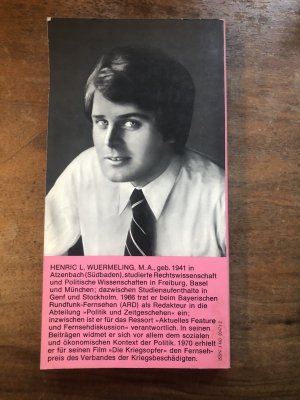 HENRIC L. WUERMELING, M. A., geb. 1941 in
Atzenbach (Südbaden), studierte Rechtswissenschaft
und Politische Wissenschaften in Freiburg, Basel
und München; dazwischen Studienaufenthalte in
Genf und Stockholm. 1966 trat er beim Bayerischen
Rundfunk-Fernsehen (ARD) als Redakteur in die
Abteilung »Politik und Zeitgeschehen« ein;
inzwischen ist er für das Ressort »Aktuelles Feature
und Fernsehdiskussion« verantwortlich. In seinen
Beiträgen widmet er sich vor allem dem sozialen
und ökonomischen Kontext der Politik. 1970 erhielt
er für seinen Film »Die Kriegsopfer« den Fernseh-
preis des Verbandes der Kriegsbeschädigten.